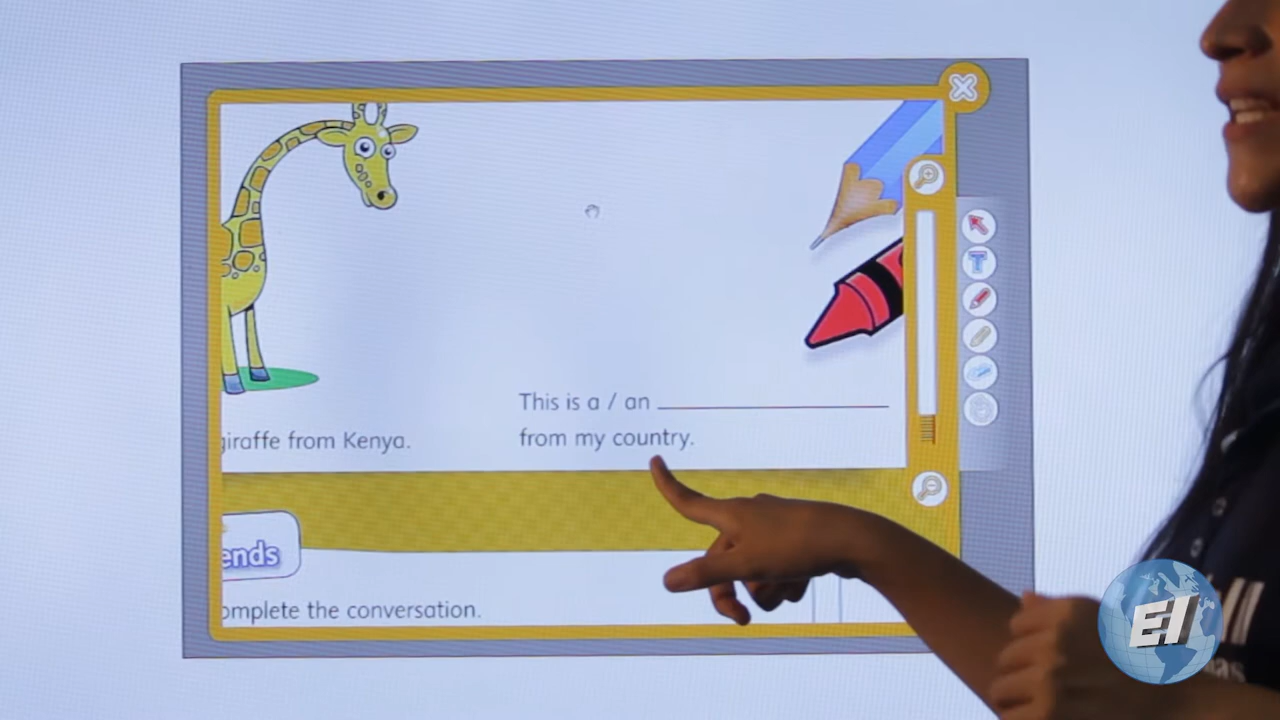 This is a / an
giraffe from Kenya.
from my country.
ends
omplete the conversation.
EI